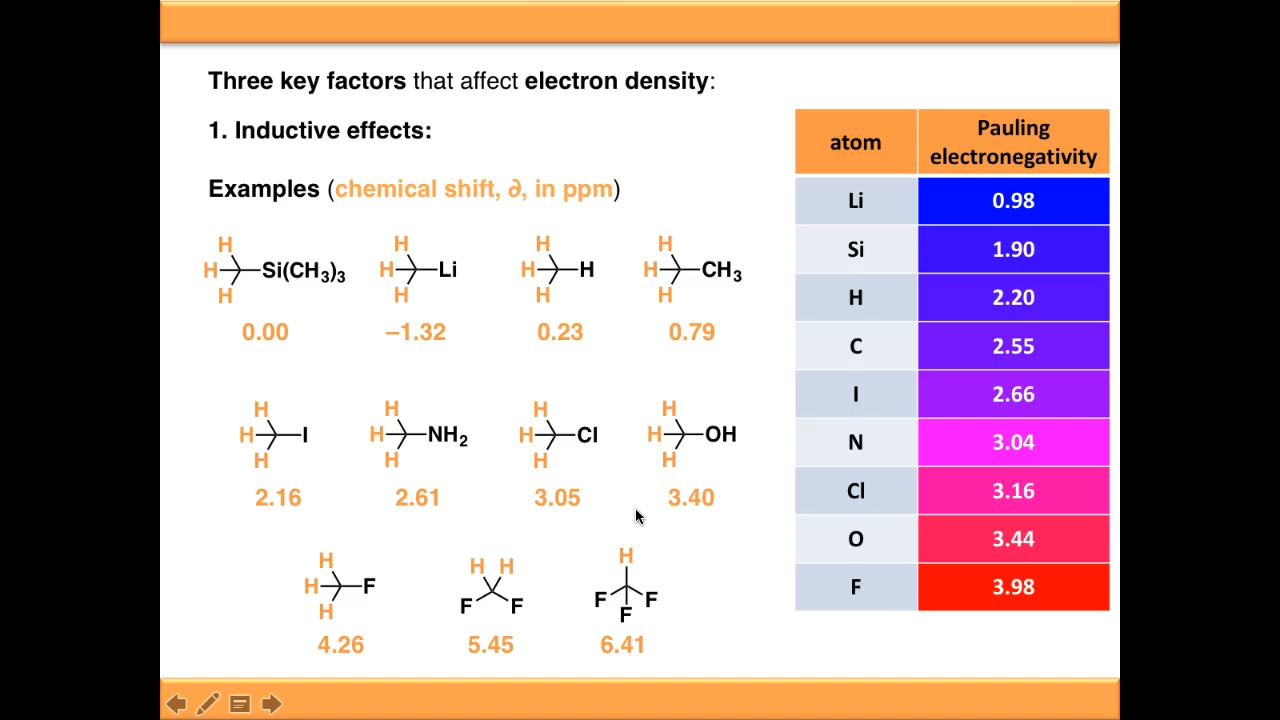 Three key factors that affect electron density:
1. Inductive effects:
Examples (chemical shift, ∂, in ppm)
H
H Si(CH₃)₃
H
0.00
H
H Li
H
–1.32
H
H H
H
0.23
H
H CH₃
H
0.79
H
H I
H
2.16
H
H NH₂
H
2.61
H
H Cl
H
3.05
H
H OH
H
3.40
H
H F
H
4.26
H H
F F
5.45
H
F F
F
6.41
atom Pauling electronegativity
Li 0.98
Si 1.90
H 2.20
C 2.55
I 2.66
N 3.04
Cl 3.16
O 3.44
F 3.98